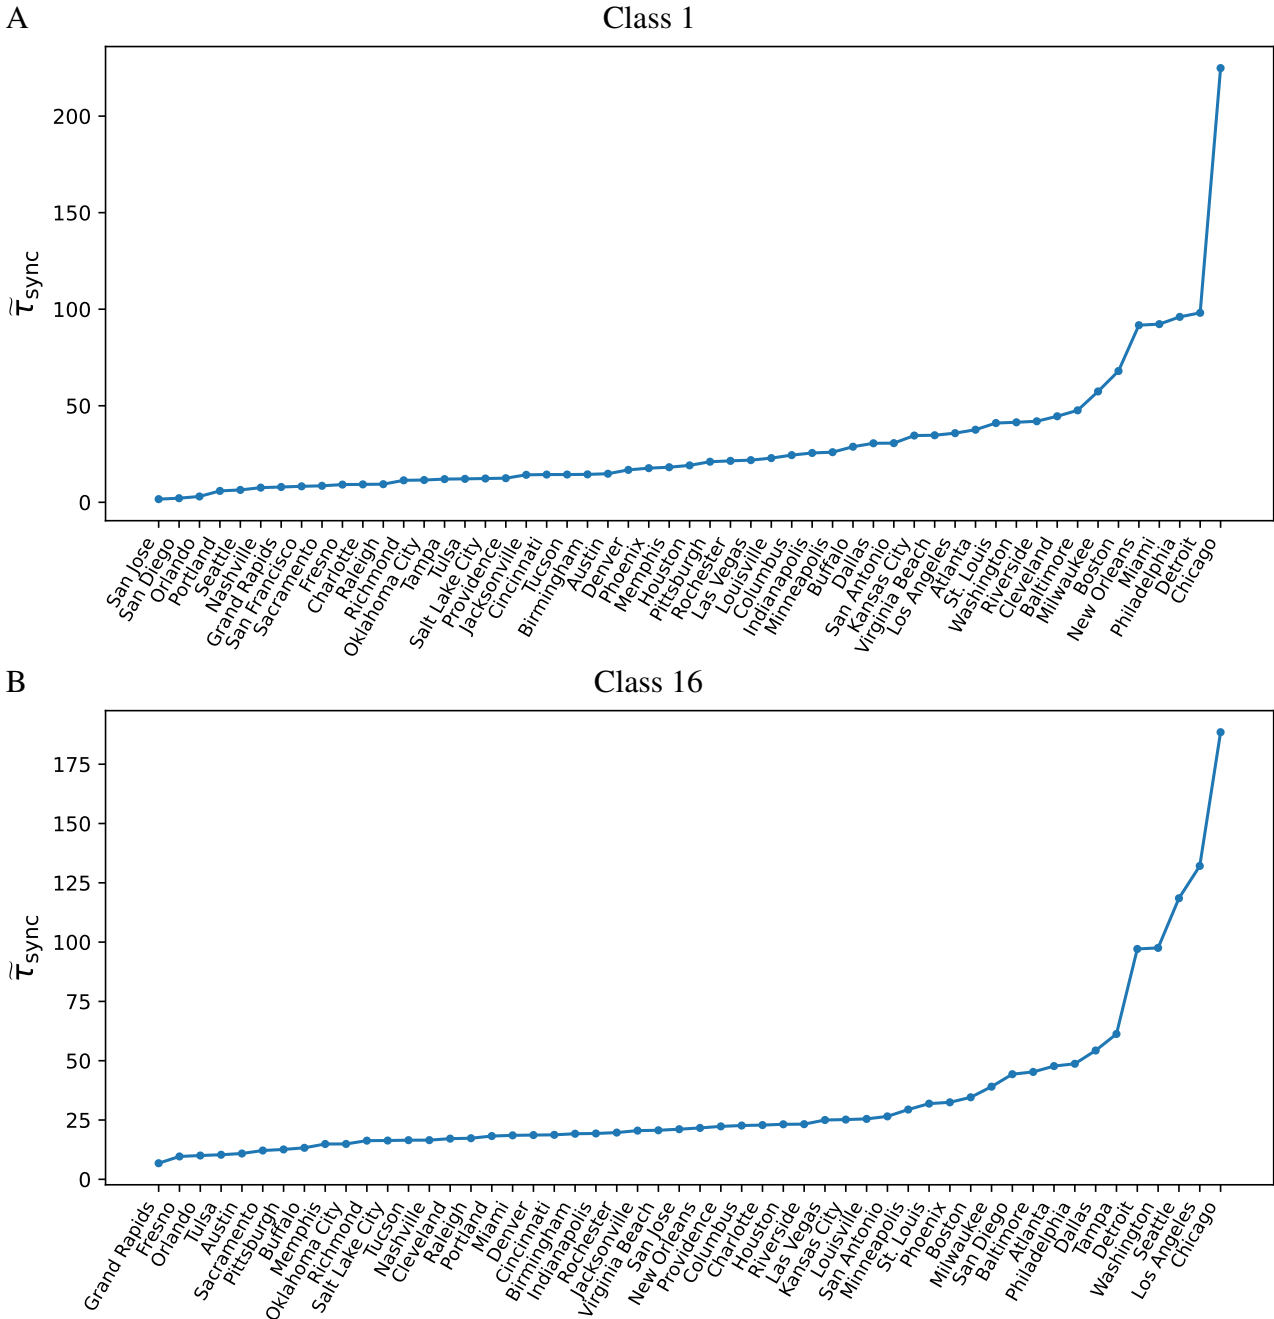 A
Class 1
200
150
100
50
0
τ̃sync
San Jose
San Diego
Orlando
Portland
Seattle
Nashville
Grand Rapids
San Francisco
Sacramento
Fresno
Charlotte
Raleigh
Richmond
Oklahoma City
Tampa
Tulsa
Salt Lake City
Providence
Jacksonville
Cincinnati
Tucson
Birmingham
Austin
Denver
Phoenix
Memphis
Houston
Pittsburgh
Rochester
Las Vegas
Louisville
Columbus
Indianapolis
Minneapolis
Buffalo
Dallas
San Antonio
Kansas City
Virginia Beach
Los Angeles
Atlanta
St. Louis
Washington
Riverside
Cleveland
Baltimore
Milwaukee
Boston
New Orleans
Miami
Philadelphia
Detroit
Chicago
B
Class 16
175
150
125
100
75
50
25
0
τ̃sync
Grand Rapids
Fresno
Orlando
Tulsa
Austin
Sacramento
Pittsburgh
Buffalo
Memphis
Oklahoma City
Richmond
Salt Lake City
Tucson
Nashville
Cleveland
Raleigh
Portland
Miami
Denver
Cincinnati
Birmingham
Indianapolis
Rochester
Jacksonville
Virginia Beach
San Jose
New Orleans
Providence
Columbus
Charlotte
Houston
Riverside
Las Vegas
Kansas City
Louisville
San Antonio
Minneapolis
St. Louis
Phoenix
Boston
Milwaukee
San Diego
Baltimore
Atlanta
Philadelphia
Dallas
Tampa
Detroit
Washington
Seattle
Los Angeles
Chicago